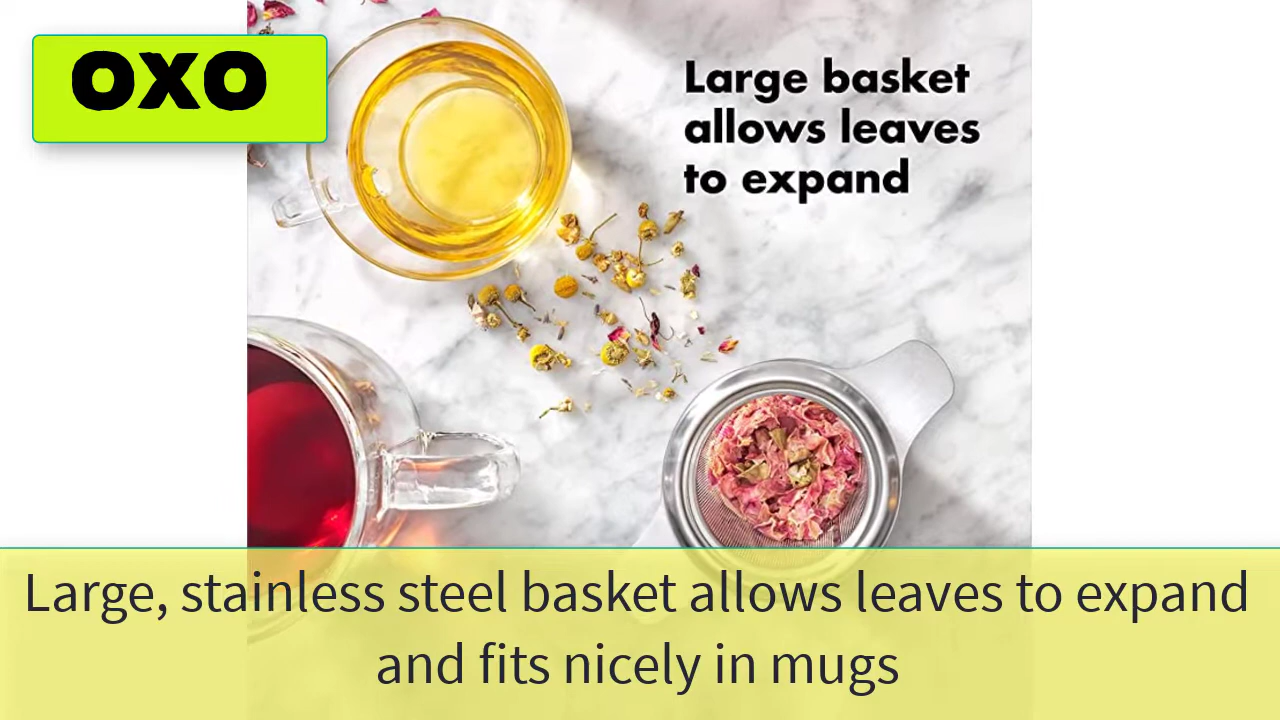 OXO
Large basket
allows leaves
to expand
Large, stainless steel basket allows leaves to expand
and fits nicely in mugs